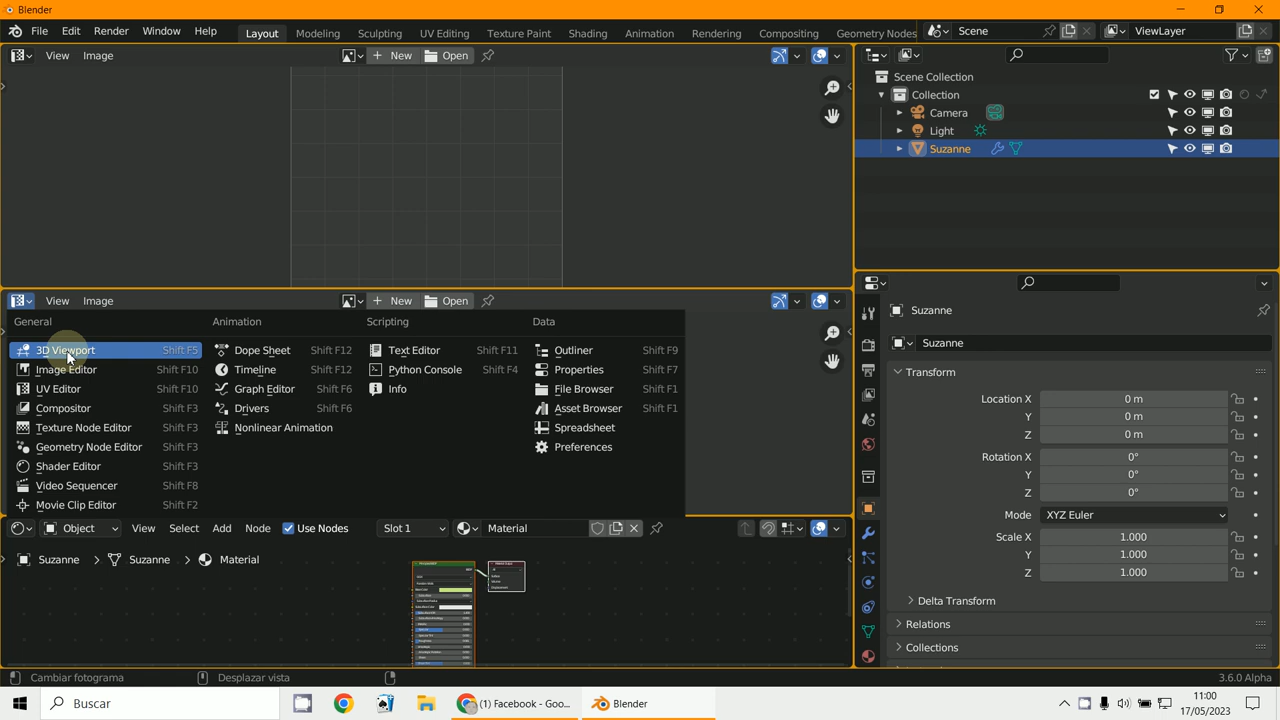 Blender
File Edit Render Window Help Layout Modeling Sculpting UV Editing Texture Paint Shading Animation Rendering Compositing Geometry Nodes Scene ViewLayer
View Image New Open
Scene Collection
Collection
Camera
Light
Suzanne
View Image New Open
General Animation Scripting Data
3D Viewport Shift F5 Dope Sheet Shift F12 Text Editor Shift F11 Outliner Shift F9
Image Editor Shift F10 Timeline Shift F12 Python Console Shift F4 Properties Shift F7
UV Editor Shift F10 Graph Editor Shift F6 Info File Browser Shift F1
Compositor Shift F3 Drivers Shift F6 Asset Browser Shift F1
Texture Node Editor Shift F3 Nonlinear Animation Spreadsheet
Geometry Node Editor Shift F3 Preferences
Shader Editor Shift F3
Video Sequencer Shift F8
Movie Clip Editor Shift F2
Suzanne
Suzanne
Transform
Location X 0 m
Y 0 m
Z 0 m
Rotation X 0°
Y 0°
Z 0°
Mode XYZ Euler
Scale X 1.000
Y 1.000
Z 1.000
Delta Transform
Relations
Collections
Object View Select Add Node Use Nodes Slot 1 Material
Suzanne Suzanne Material
Cambiar fotograma Desplazar vista 3.6.0 Alpha
Buscar (1) Facebook - Goo... Blender 11:00
17/05/2023